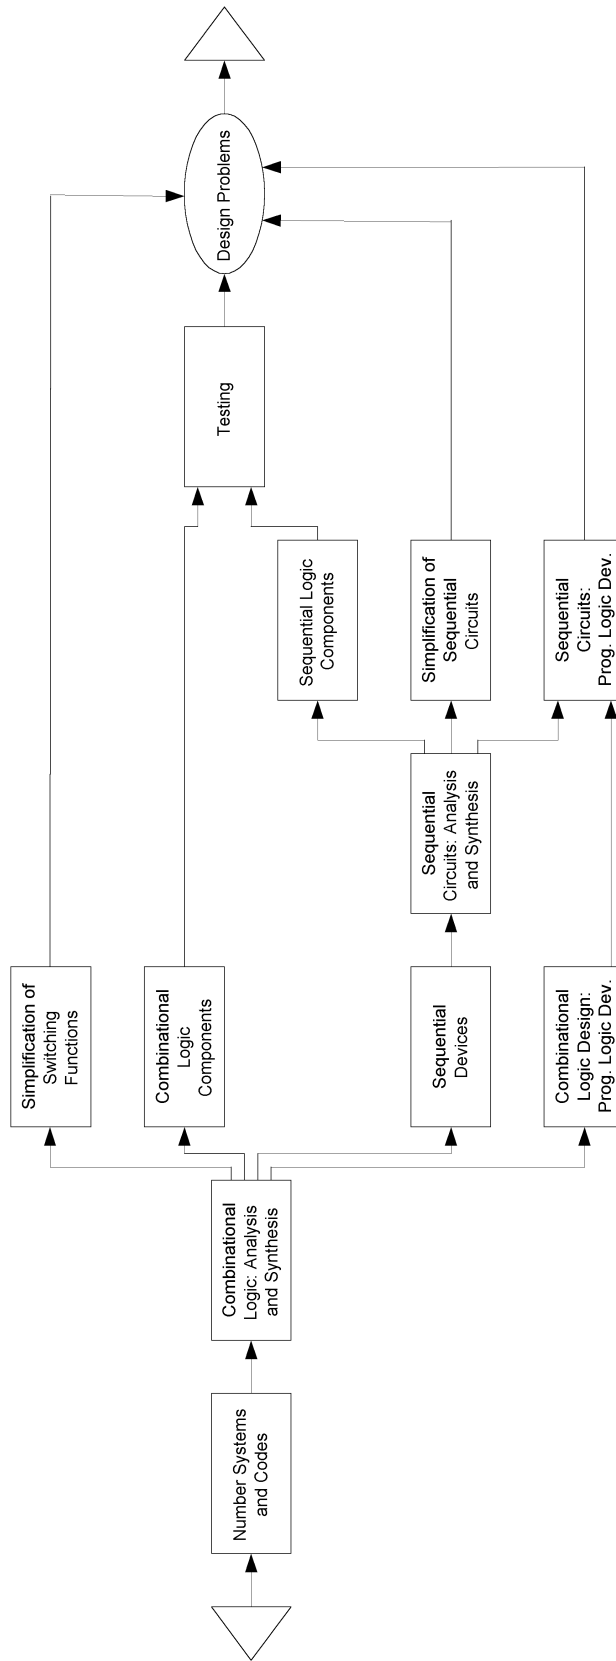 Number Systems
and Codes
Combinational
Logic: Analysis
and Synthesis
Simplification of
Switching
Functions
Combinational
Logic
Components
Sequential
Devices
Combinational
Logic Design:
Prog. Logic Dev.
Sequential
Circuits: Analysis
and Synthesis
Sequential Logic
Components
Simplification of
Sequential
Circuits
Sequential
Circuits:
Prog. Logic Dev.
Testing
Design Problems